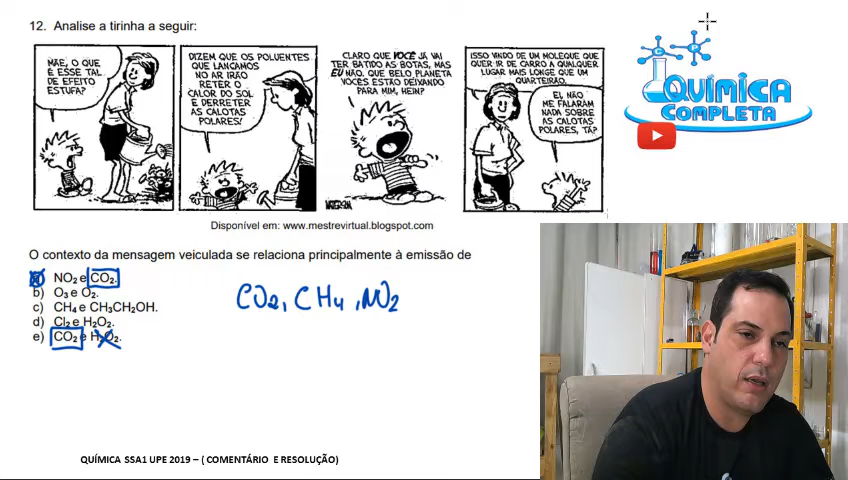 12. Analise a tirinha a seguir:
MÃE, O QUE
É ESSE TAL
DE EFEITO
ESTUFA?
DIZEM QUE OS POLUENTES
QUE LANÇAMOS
NO AR IRÃO
RETER O
CALOR DO SOL
E DERRETER
AS CALOTAS
POLARES!
CLARO QUE VOCÊ JÁ VAI
TER BATIDO AS BOTAS, MAS
EU NÃO. QUE BELO PLANETA
VOCÊS ESTÃO DEIXANDO
PARA MIM, HEIN?
ISSO VINDO DE UM MOLEQUE QUE
QUER IR DE CARRO A QUALQUER
LUGAR MAIS LONGE QUE UM
QUARTEIRÃO.
EI, NÃO
ME FALARAM
NADA SOBRE
AS CALOTAS
POLARES, TÁ?
WATTERSON
C P
QUÍMICA
COMPLETA
Disponível em: www.mestrevirtual.blogspot.com
O contexto da mensagem veiculada se relaciona principalmente à emissão de
a) NO2 e CO2.
b) O3 e O2.
c) CH4 e CH3CH2OH.
d) Cl2 e H2O2.
e) CO2 e H2O2.
CO2, CH4, NO2
QUÍMICA SSA1 UPE 2019 – ( COMENTÁRIO E RESOLUÇÃO)